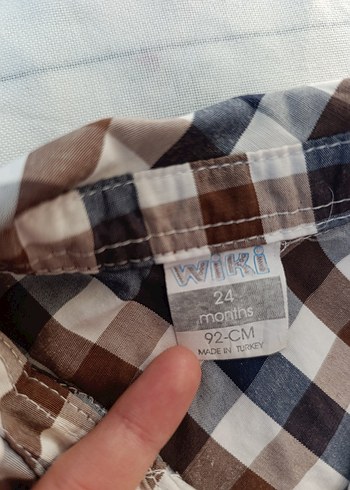 wiki
24
months
92-CM
MADE IN TURKEY